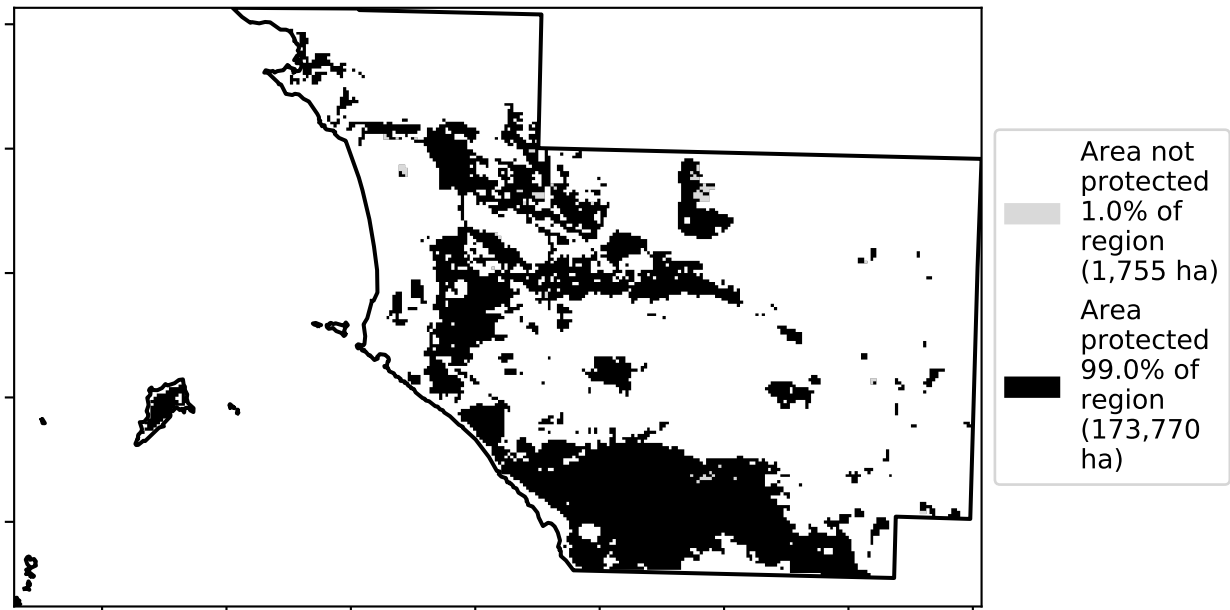 Area not
protected
1.0% of
region
(1,755 ha)
Area
protected
99.0% of
region
(173,770
ha)